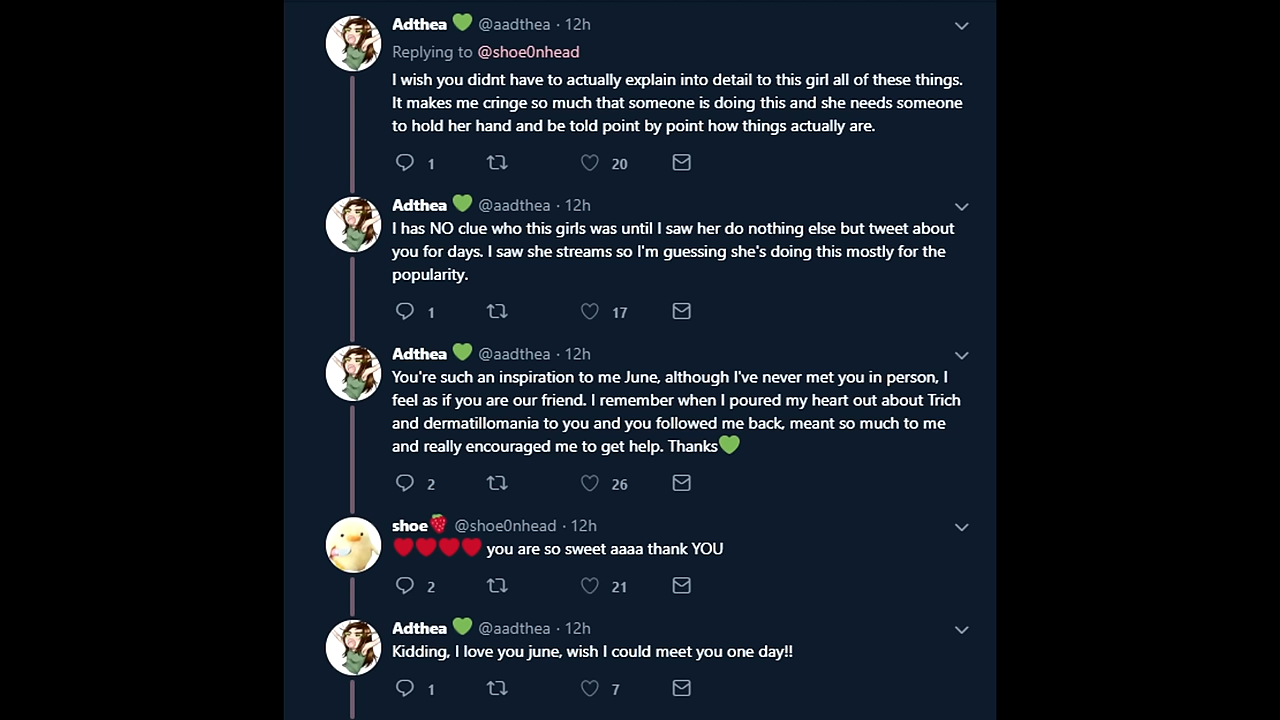 Adthea 💚 @aadthea · 12h
Replying to @shoe0nhead
I wish you didnt have to actually explain into detail to this girl all of these things.
It makes me cringe so much that someone is doing this and she needs someone
to hold her hand and be told point by point how things actually are.
1 20
Adthea 💚 @aadthea · 12h
I has NO clue who this girls was until I saw her do nothing else but tweet about
you for days. I saw she streams so I'm guessing she's doing this mostly for the
popularity.
1 17
Adthea 💚 @aadthea · 12h
You're such an inspiration to me June, although I've never met you in person, I
feel as if you are our friend. I remember when I poured my heart out about Trich
and dermatillomania to you and you followed me back, meant so much to me
and really encouraged me to get help. Thanks💚
2 26
shoe🍓 @shoe0nhead · 12h
❤️❤️❤️❤️ you are so sweet aaaa thank YOU
2 21
Adthea 💚 @aadthea · 12h
Kidding, I love you june, wish I could meet you one day!!
1 7